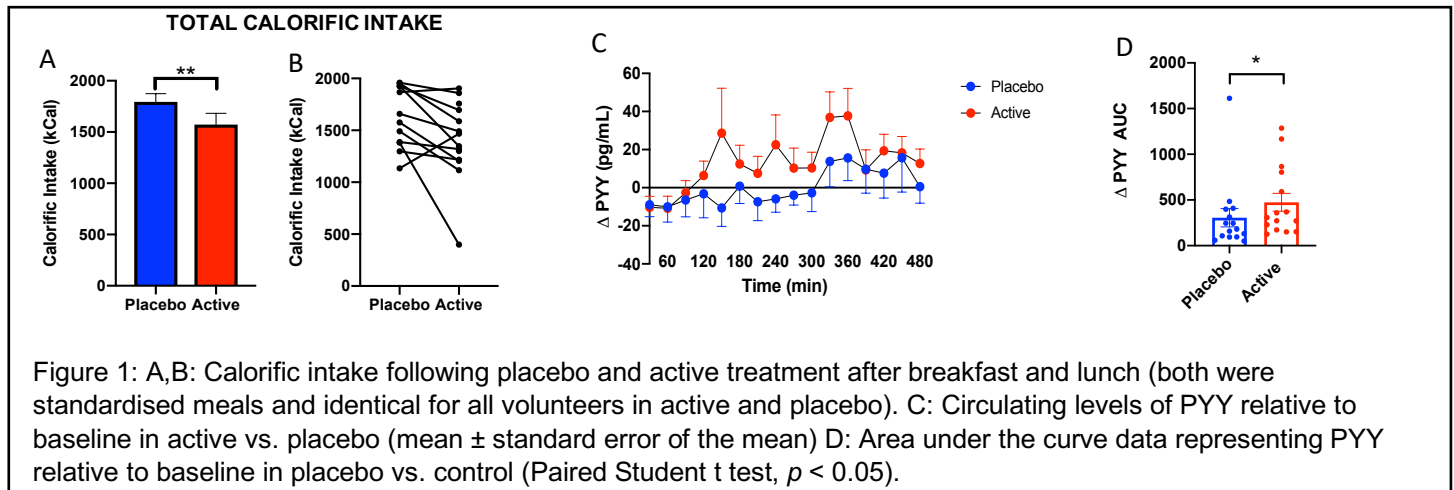 TOTAL CALORIFIC INTAKE
A
Calorific Intake (kCal)
2000
1500
1000
500
0
**
Placebo Active
B
Calorific Intake (kCal)
2000
1500
1000
500
0
Placebo Active
C
Δ PYY (pg/mL)
60
40
20
0
-20
-40
60 120 180 240 300 360 420 480
Time (min)
Placebo
Active
D
Δ PYY AUC
2000
1500
1000
500
0
*
Placebo
Active
Figure 1: A,B: Calorific intake following placebo and active treatment after breakfast and lunch (both were
standardised meals and identical for all volunteers in active and placebo). C: Circulating levels of PYY relative to
baseline in active vs. placebo (mean ± standard error of the mean) D: Area under the curve data representing PYY
relative to baseline in placebo vs. control (Paired Student t test, p < 0.05).